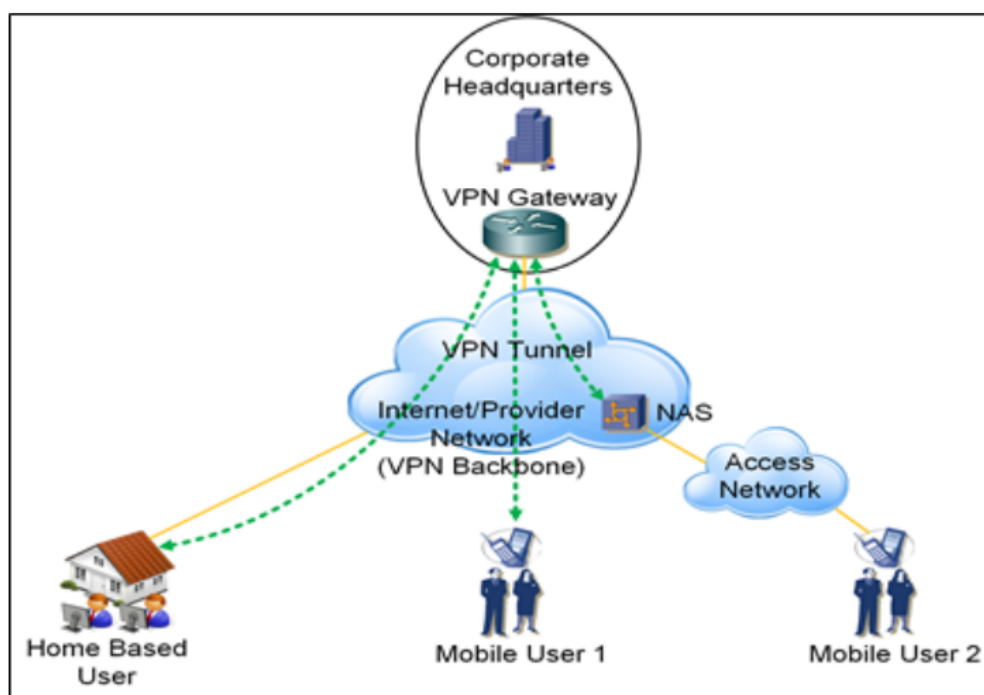 Corporate
Headquarters
VPN Gateway
VPN Tunnel
Internet/Provider
Network
(VPN Backbone)
NAS
Access
Network
Home Based
User
Mobile User 1
Mobile User 2